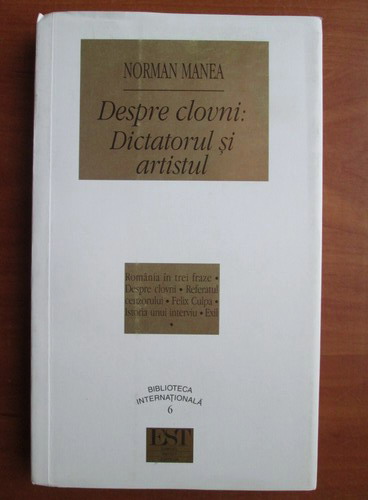 NORMAN MANEA
Despre clovni:
Dictatorul și
artistul
România în trei fraze •
Despre clovni • Referatul
cenzorului • Felix Culpa •
Istoria unui interviu • Exil
•
BIBLIOTECA
INTERNAȚIONALĂ
6
EST